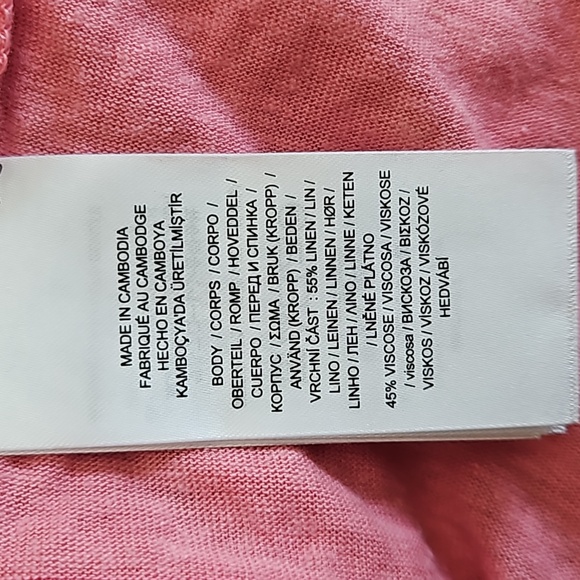 MADE IN CAMBODIA
FABRIQUÉ AU CAMBODGE
HECHO EN CAMBOYA
KAMBOÇYA'DA ÜRETİLMİŞTİR
BODY / CORPS / CORPO /
OBERTEIL / ROMP / HOVEDDEL /
CUERPO / ПЕРЕД И СПИНКА /
КОРПУС / ΣΩΜΑ / BRUK (KROPP) /
ANVÄND (KROPP) / BEDEN /
VRCHNÍ ČÁST : 55% LINEN / LIN /
LINO / LEINEN / LINNEN / HØR /
LINHO / ЛЕН / ΛΙΝΟ / LINNE / KETEN
/ LNĚNÉ PLÁTNO
45% VISCOSE / VISCOSA / VISKOSE
/ viscosa / ВИСКОЗА / ΒΙΣΚΟΖ /
VISKOS / VİSKOZ / VISKÓZOVÉ
HEDVÁBÍ